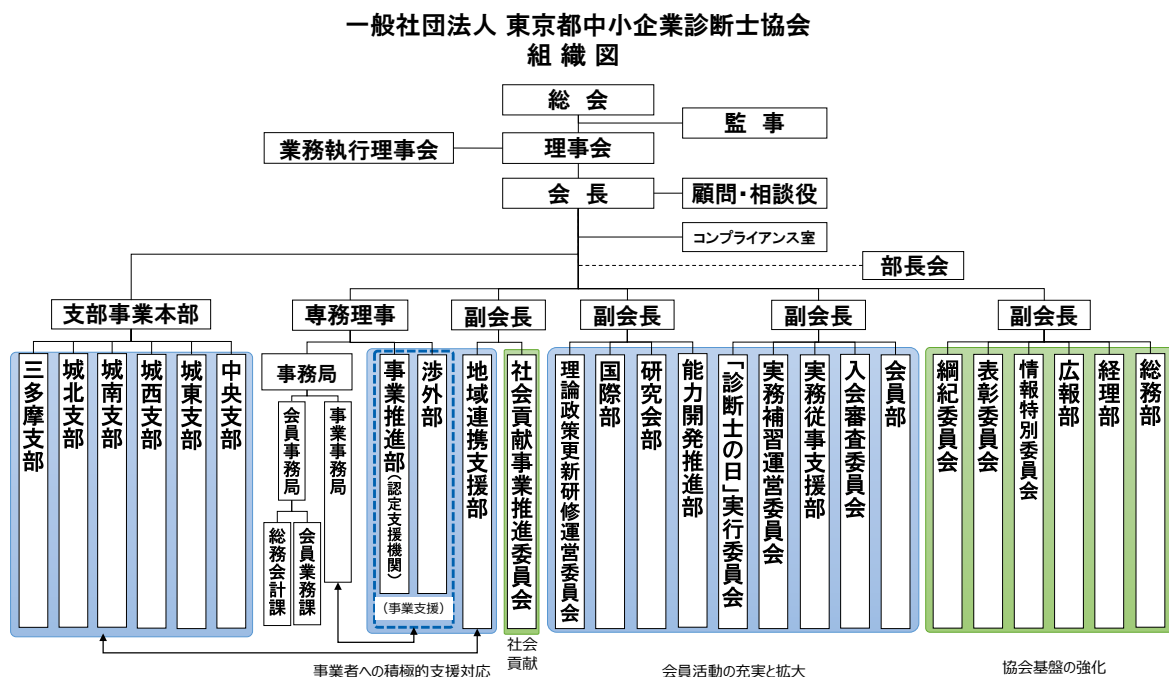 一般社団法人 東京都中小企業診断士協会
組 織 図
総 会
監 事
業務執行理事会
理事会
会 長
顧問・相談役
コンプライアンス室
部長会
支部事業本部
専務理事
副会長
副会長
副会長
副会長
三多摩支部
城北支部
城南支部
城西支部
城東支部
中央支部
事務局
会員事務局
事業事務局
総務会計課
会員業務課
事業推進部(認定支援機関)
渉外部
(事業支援)
地域連携支援部
社会貢献事業推進委員会
理論政策更新研修運営委員会
国際部
研究会部
能力開発推進部
「診断士の日」実行委員会
実務補習運営委員会
実務従事支援部
入会審査委員会
会員部
綱紀委員会
表彰委員会
情報特別委員会
広報部
経理部
総務部
事業者への積極的支援対応
社会
貢献
会員活動の充実と拡大
協会基盤の強化